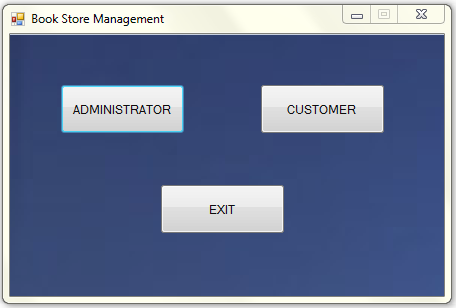 Book Store Management
ADMINISTRATOR
CUSTOMER
EXIT